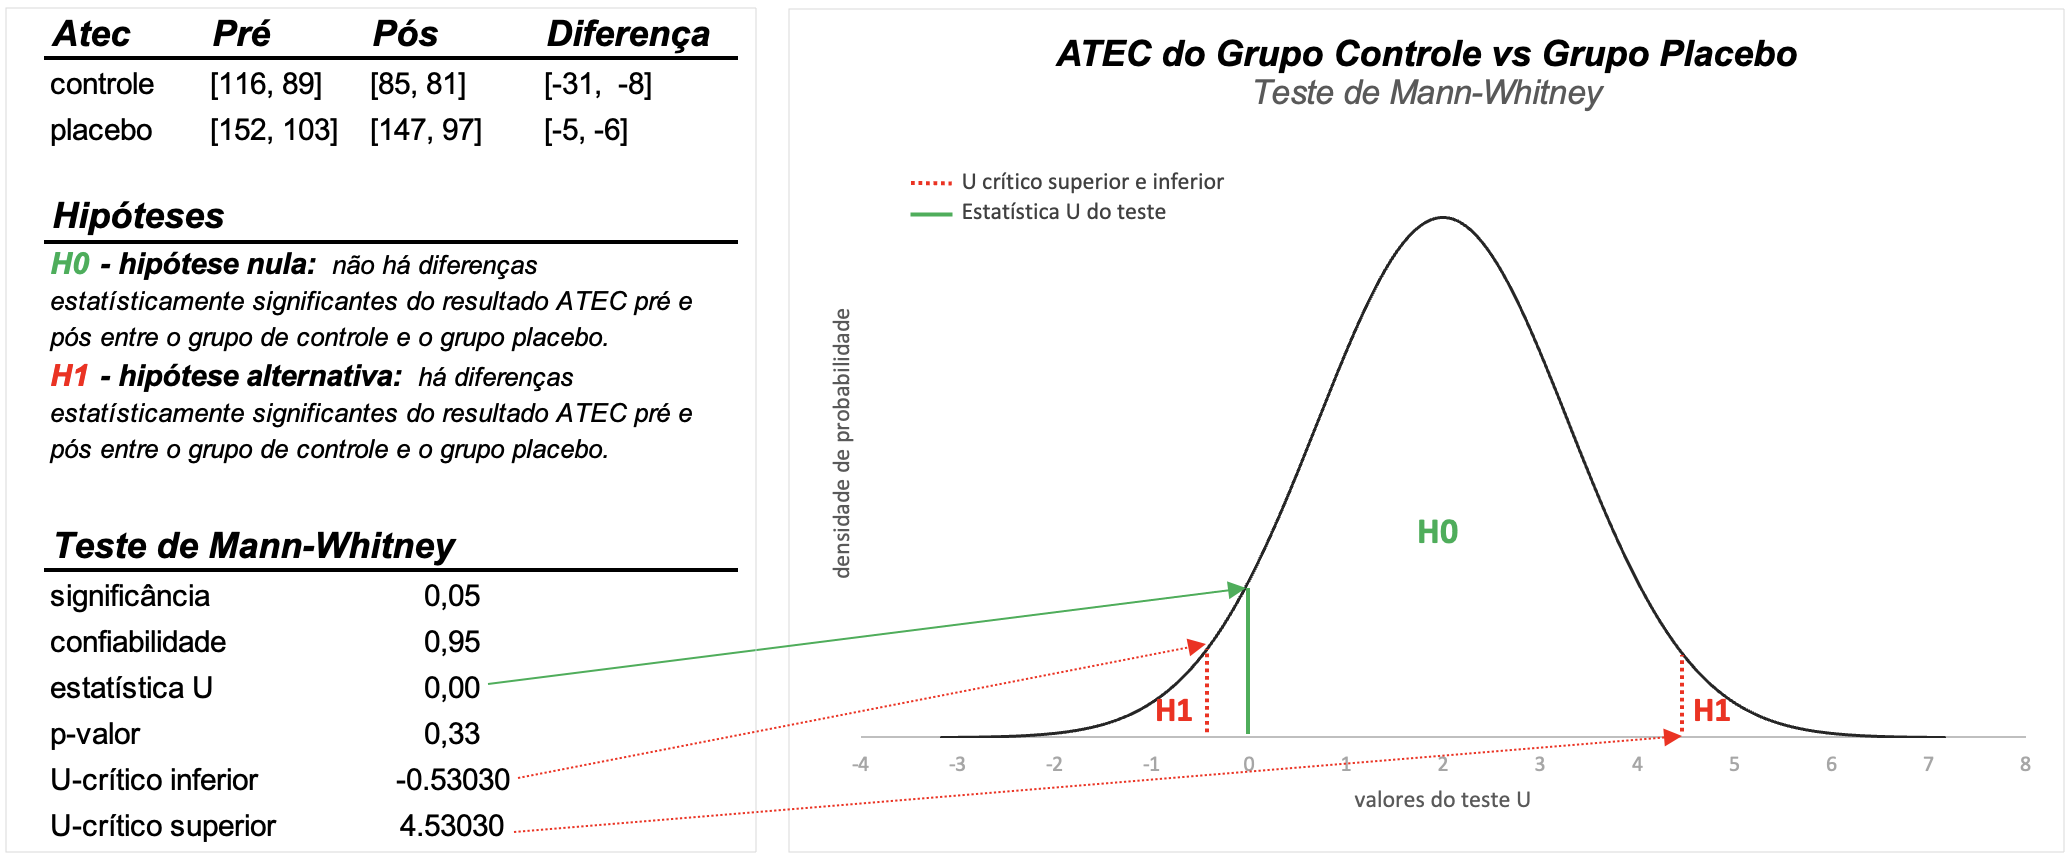 Atec Pré Pós Diferença
controle [116, 89] [85, 81] [-31, -8]
placebo [152, 103] [147, 97] [-5, -6]
Hipóteses
H0 - hipótese nula: não há diferenças
estatísticamente significantes do resultado ATEC pré e
pós entre o grupo de controle e o grupo placebo.
H1 - hipótese alternativa: há diferenças
estatísticamente significantes do resultado ATEC pré e
pós entre o grupo de controle e o grupo placebo.
Teste de Mann-Whitney
significância 0,05
confiabilidade 0,95
estatística U 0,00
p-valor 0,33
U-crítico inferior -0.53030
U-crítico superior 4.53030
ATEC do Grupo Controle vs Grupo Placebo
Teste de Mann-Whitney
U crítico superior e inferior
Estatística U do teste
densidade de probabilidade
H0
H1 H1
-4 -3 -2 -1 0 1 2 3 4 5 6 7 8
valores do teste U